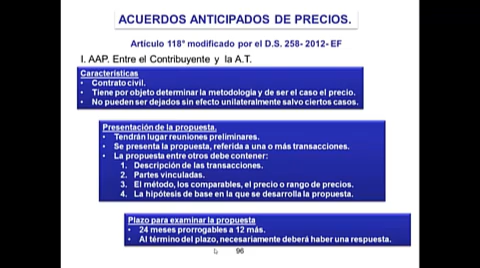 ACUERDOS ANTICIPADOS DE PRECIOS.
Artículo 118° modificado por el D.S. 258- 2012- EF
I. AAP. Entre el Contribuyente y la A.T.
Características
• Contrato civil.
• Tiene por objeto determinar la metodología y de ser el caso el precio.
• No pueden ser dejados sin efecto unilateralmente salvo ciertos casos.
Presentación de la propuesta.
• Tendrán lugar reuniones preliminares.
• Se presenta la propuesta, referida a una o más transacciones.
• La propuesta entre otros debe contener:
1. Descripción de las transacciones.
2. Partes vinculadas.
3. El método, los comparables, el precio o rango de precios.
4. La hipótesis de base en la que se desarrolla la propuesta.
Plazo para examinar la propuesta
• 24 meses prorrogables a 12 más.
• Al término del plazo, necesariamente deberá haber una respuesta.
96